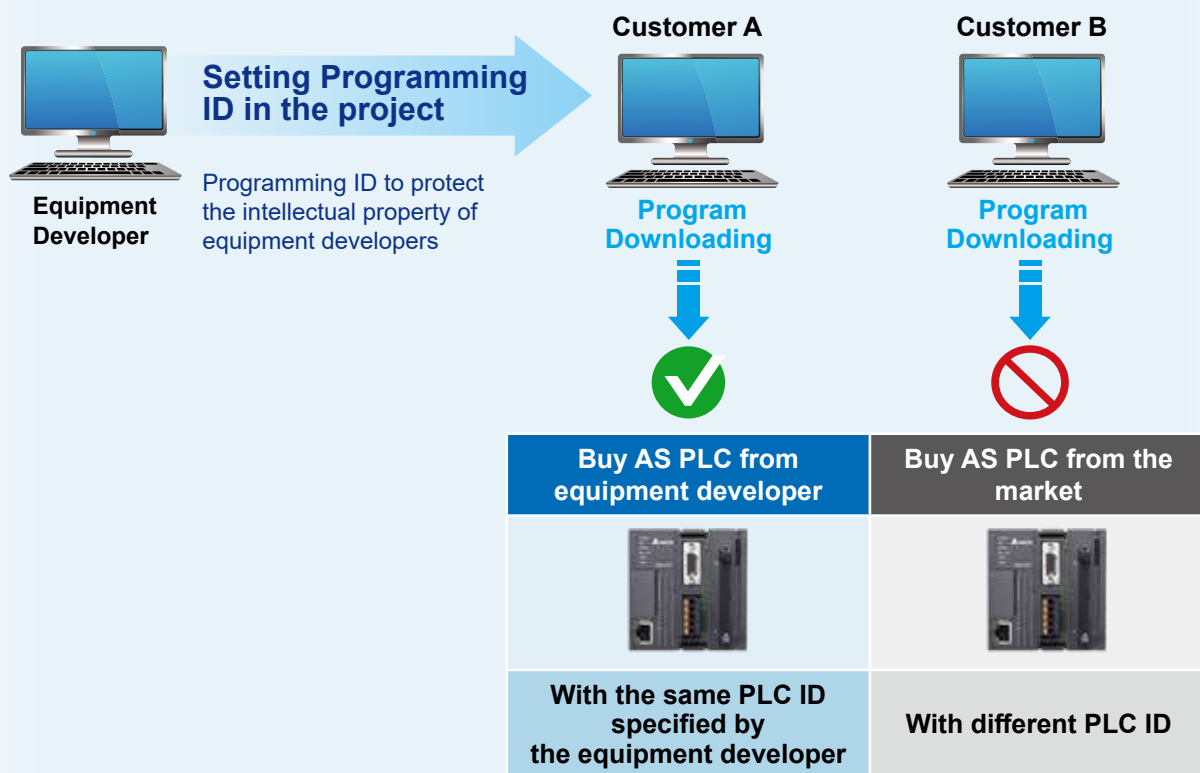 Customer A
Customer B
Setting Programming
ID in the project
Programming ID to protect
the intellectual property of
equipment developers
Equipment
Developer
Program
Downloading
Program
Downloading
Buy AS PLC from
equipment developer
Buy AS PLC from the
market
With the same PLC ID
specified by
the equipment developer
With different PLC ID